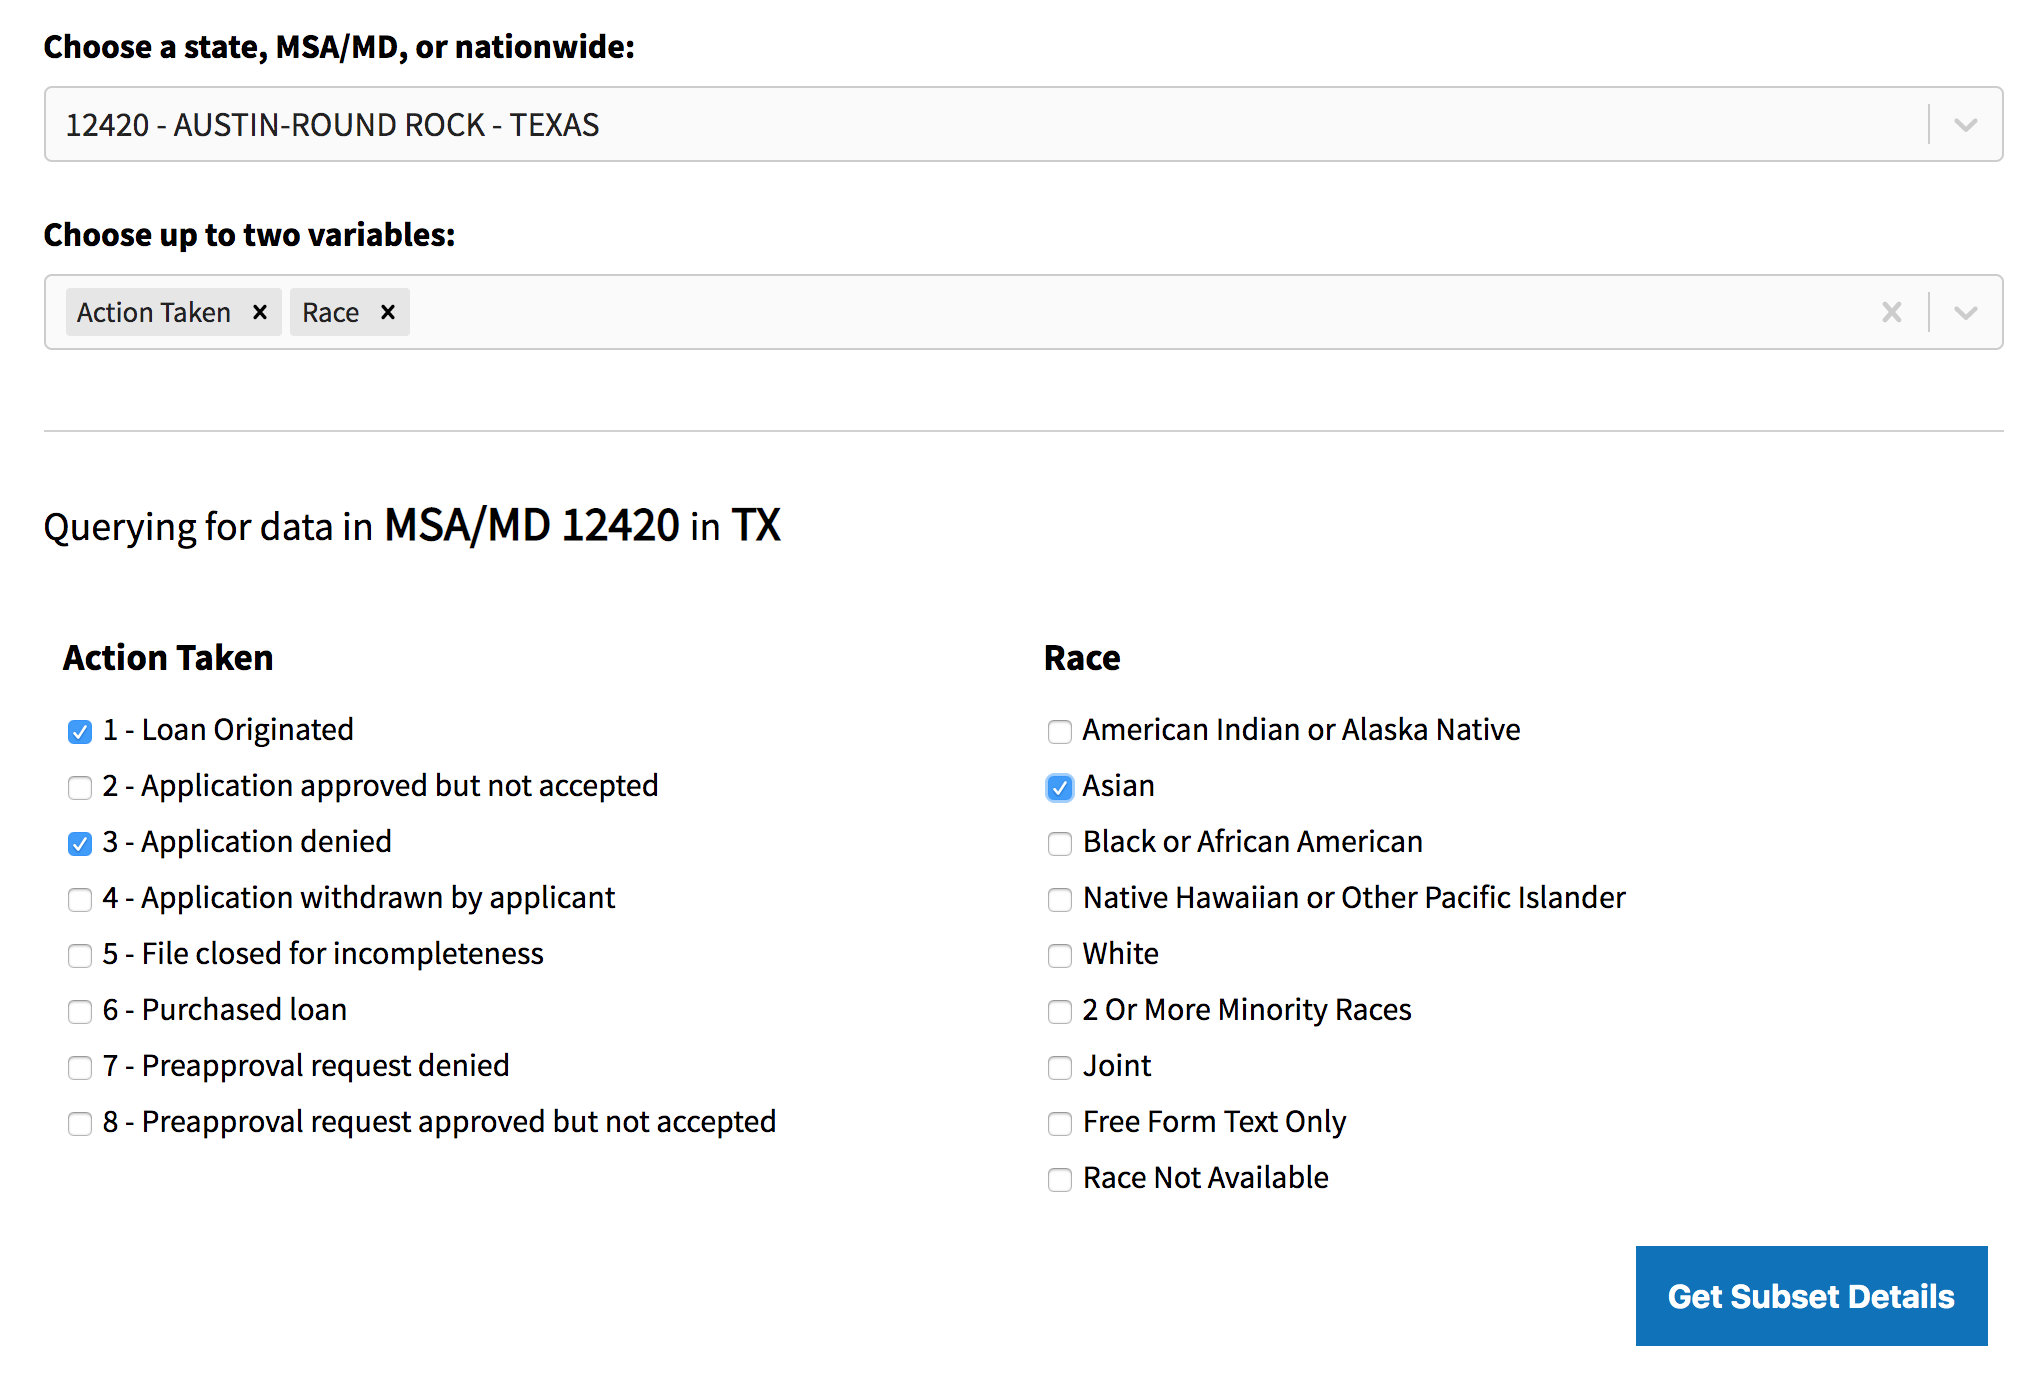 Choose a state, MSA/MD, or nationwide:
12420 - AUSTIN-ROUND ROCK - TEXAS
Choose up to two variables:
Action Taken × Race ×
Querying for data in MSA/MD 12420 in TX
Action Taken
1 - Loan Originated
2 - Application approved but not accepted
3 - Application denied
4 - Application withdrawn by applicant
5 - File closed for incompleteness
6 - Purchased loan
7 - Preapproval request denied
8 - Preapproval request approved but not accepted
Race
American Indian or Alaska Native
Asian
Black or African American
Native Hawaiian or Other Pacific Islander
White
2 Or More Minority Races
Joint
Free Form Text Only
Race Not Available
Get Subset Details